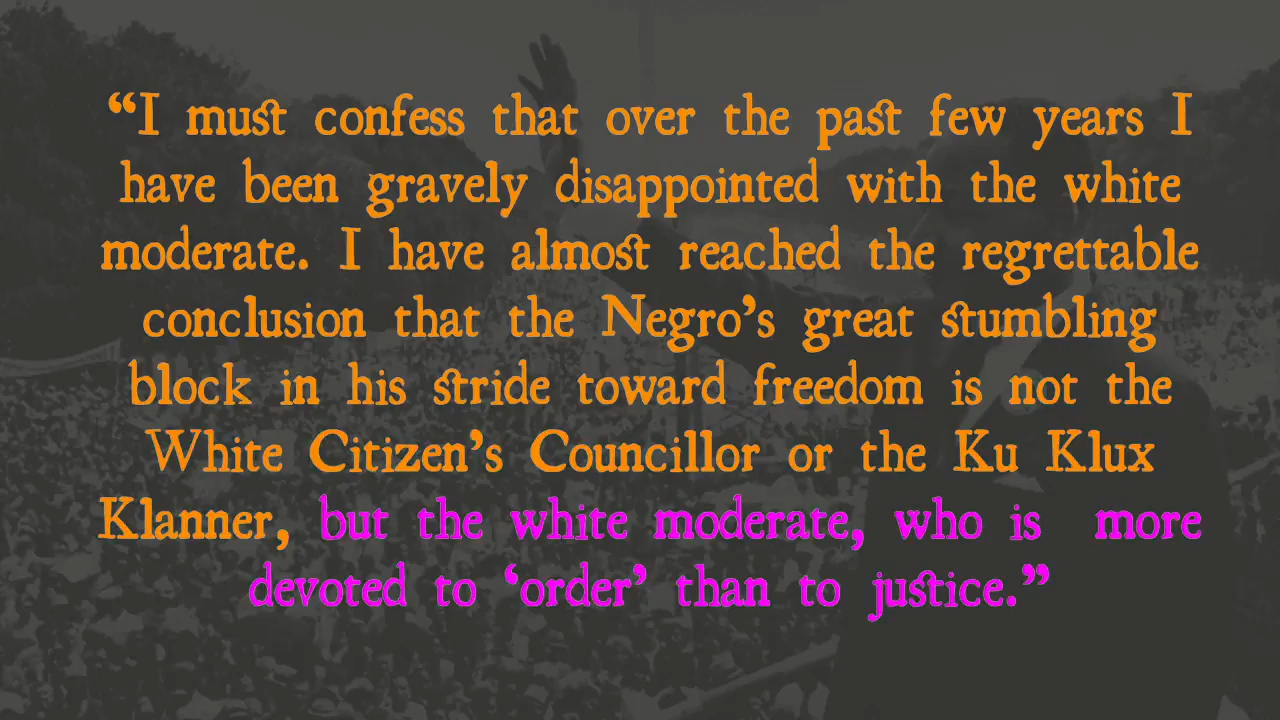 “I must confess that over the past few years I
have been gravely disappointed with the white
moderate. I have almost reached the regrettable
conclusion that the Negro’s great stumbling
block in his stride toward freedom is not the
White Citizen’s Councillor or the Ku Klux
Klanner, but the white moderate, who is more
devoted to ‘order’ than to justice.”